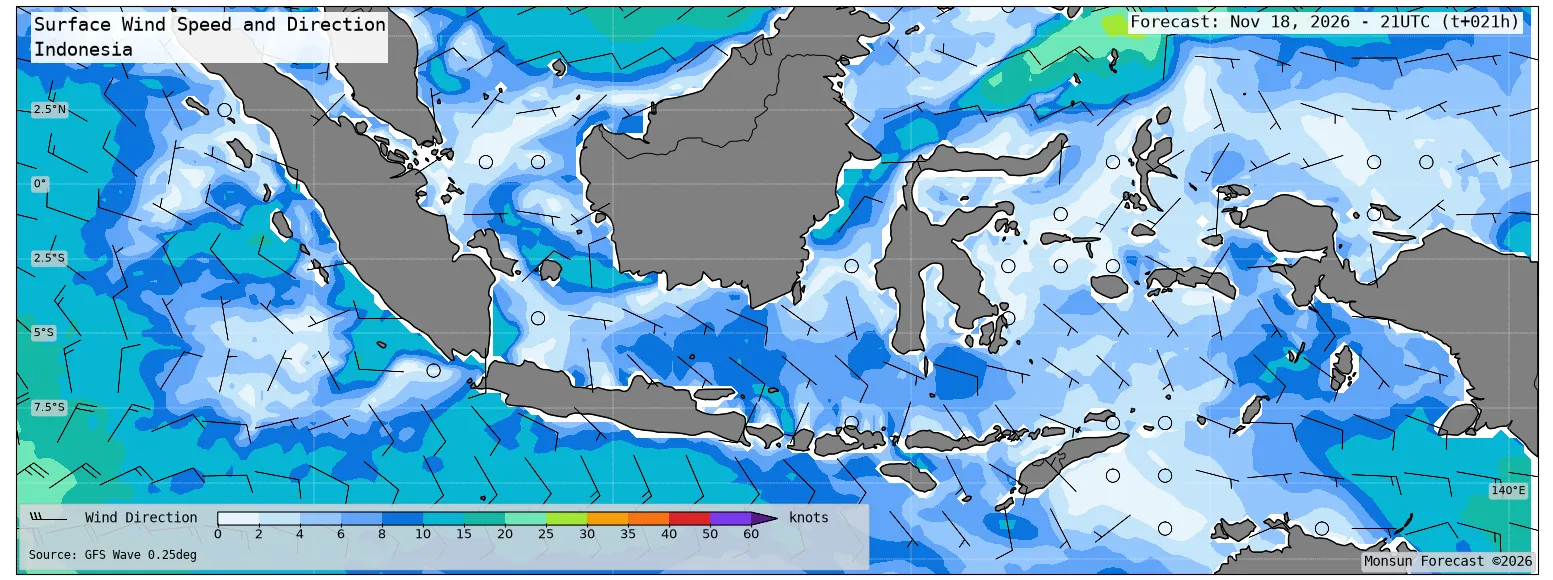 Surface Wind Speed and Direction
Indonesia
Forecast: Nov 18, 2026 - 21UTC (t+021h)
2.5°N
0°
2.5°S
5°S
7.5°S
140°E
Wind Direction
0 2 4 6 8 10 15 20 25 30 35 40 50 60
knots
Source: GFS Wave 0.25deg
Monsun Forecast ©2026